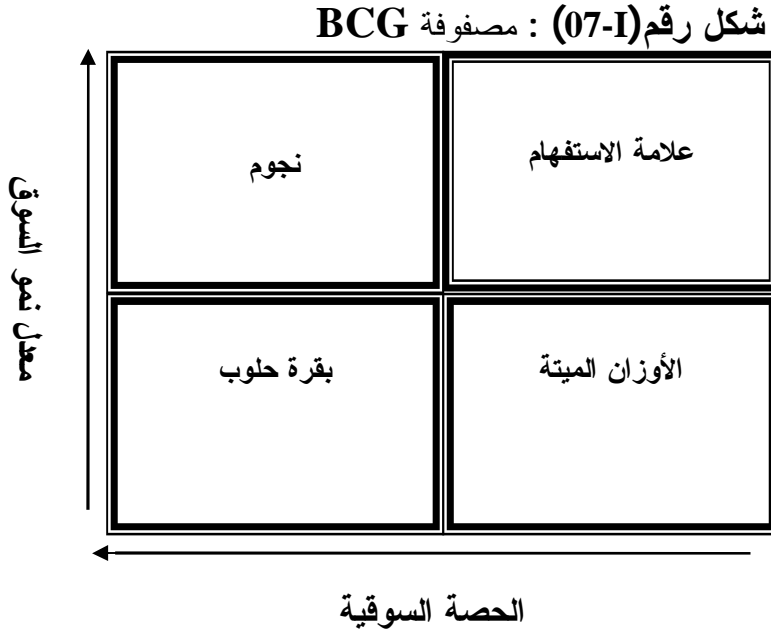 شكل رقم(I-07) : مصفوفة BCG
علامة الاستفهام
نجوم
معدل نمو السوق
الأوزان الميتة
بقرة حلوب
الحصة السوقية